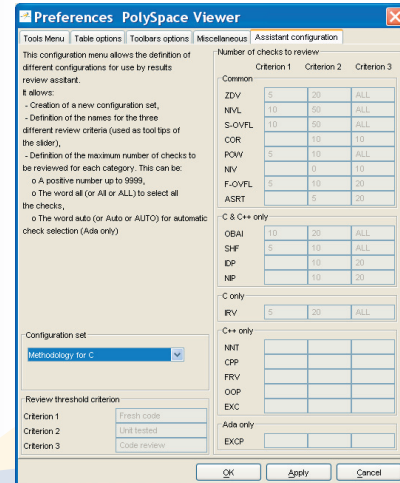 Preferences PolySpace Viewer
Tools Menu Table options Toolbars options Miscellaneous Assistant configuration
This configuration menu allows the definition of
different configurations for use by results
review assitant.
It allows:
- Creation of a new configuration set,
- Definition of the names for the three
different review criteria (used as tool tips of
the slider),
- Definition of the maximum number of checks to
be reviewed for each category. This can be:
o A positive number up to 9999,
o The word all (or All or ALL) to select all
the checks,
o The word auto (or Auto or AUTO) for automatic
check selection (Ada only)
Configuration set
Methodology for C
Review threshold criterion
Criterion 1 Fresh code
Criterion 2 Unit tested
Criterion 3 Code review
Number of checks to review
Criterion 1 Criterion 2 Criterion 3
Common
ZDV 5 20 ALL
NIVL 10 50 ALL
S-OVFL 10 50 ALL
COR 10 10
POW 5 10 ALL
NIV 0 10
F-OVFL 5 10 20
ASRT 5 20
C & C++ only
OBAI 10 20 ALL
SHF 5 10 ALL
IDP 10 20
NIP 10 20
C only
IRV 5 20 ALL
C++ only
NNT
CPP
FRV
OOP
EXC
Ada only
EXCP
OK Apply Cancel